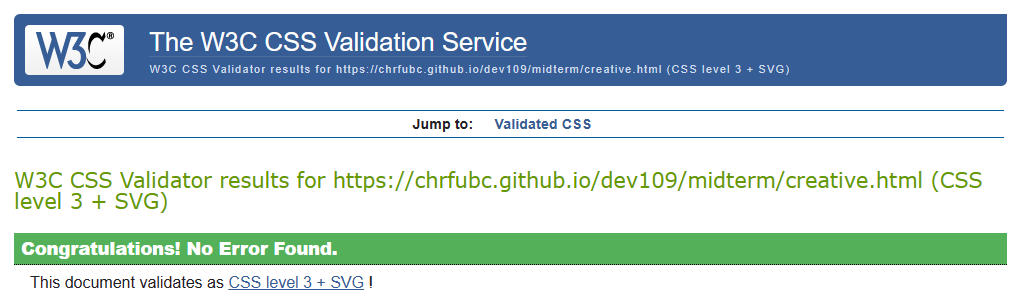 W3C® The W3C CSS Validation Service
W3C CSS Validator results for https://chrfubc.github.io/dev109/midterm/creative.html (CSS level 3 + SVG)
Jump to: Validated CSS
W3C CSS Validator results for https://chrfubc.github.io/dev109/midterm/creative.html (CSS
level 3 + SVG)
Congratulations! No Error Found.
This document validates as CSS level 3 + SVG !